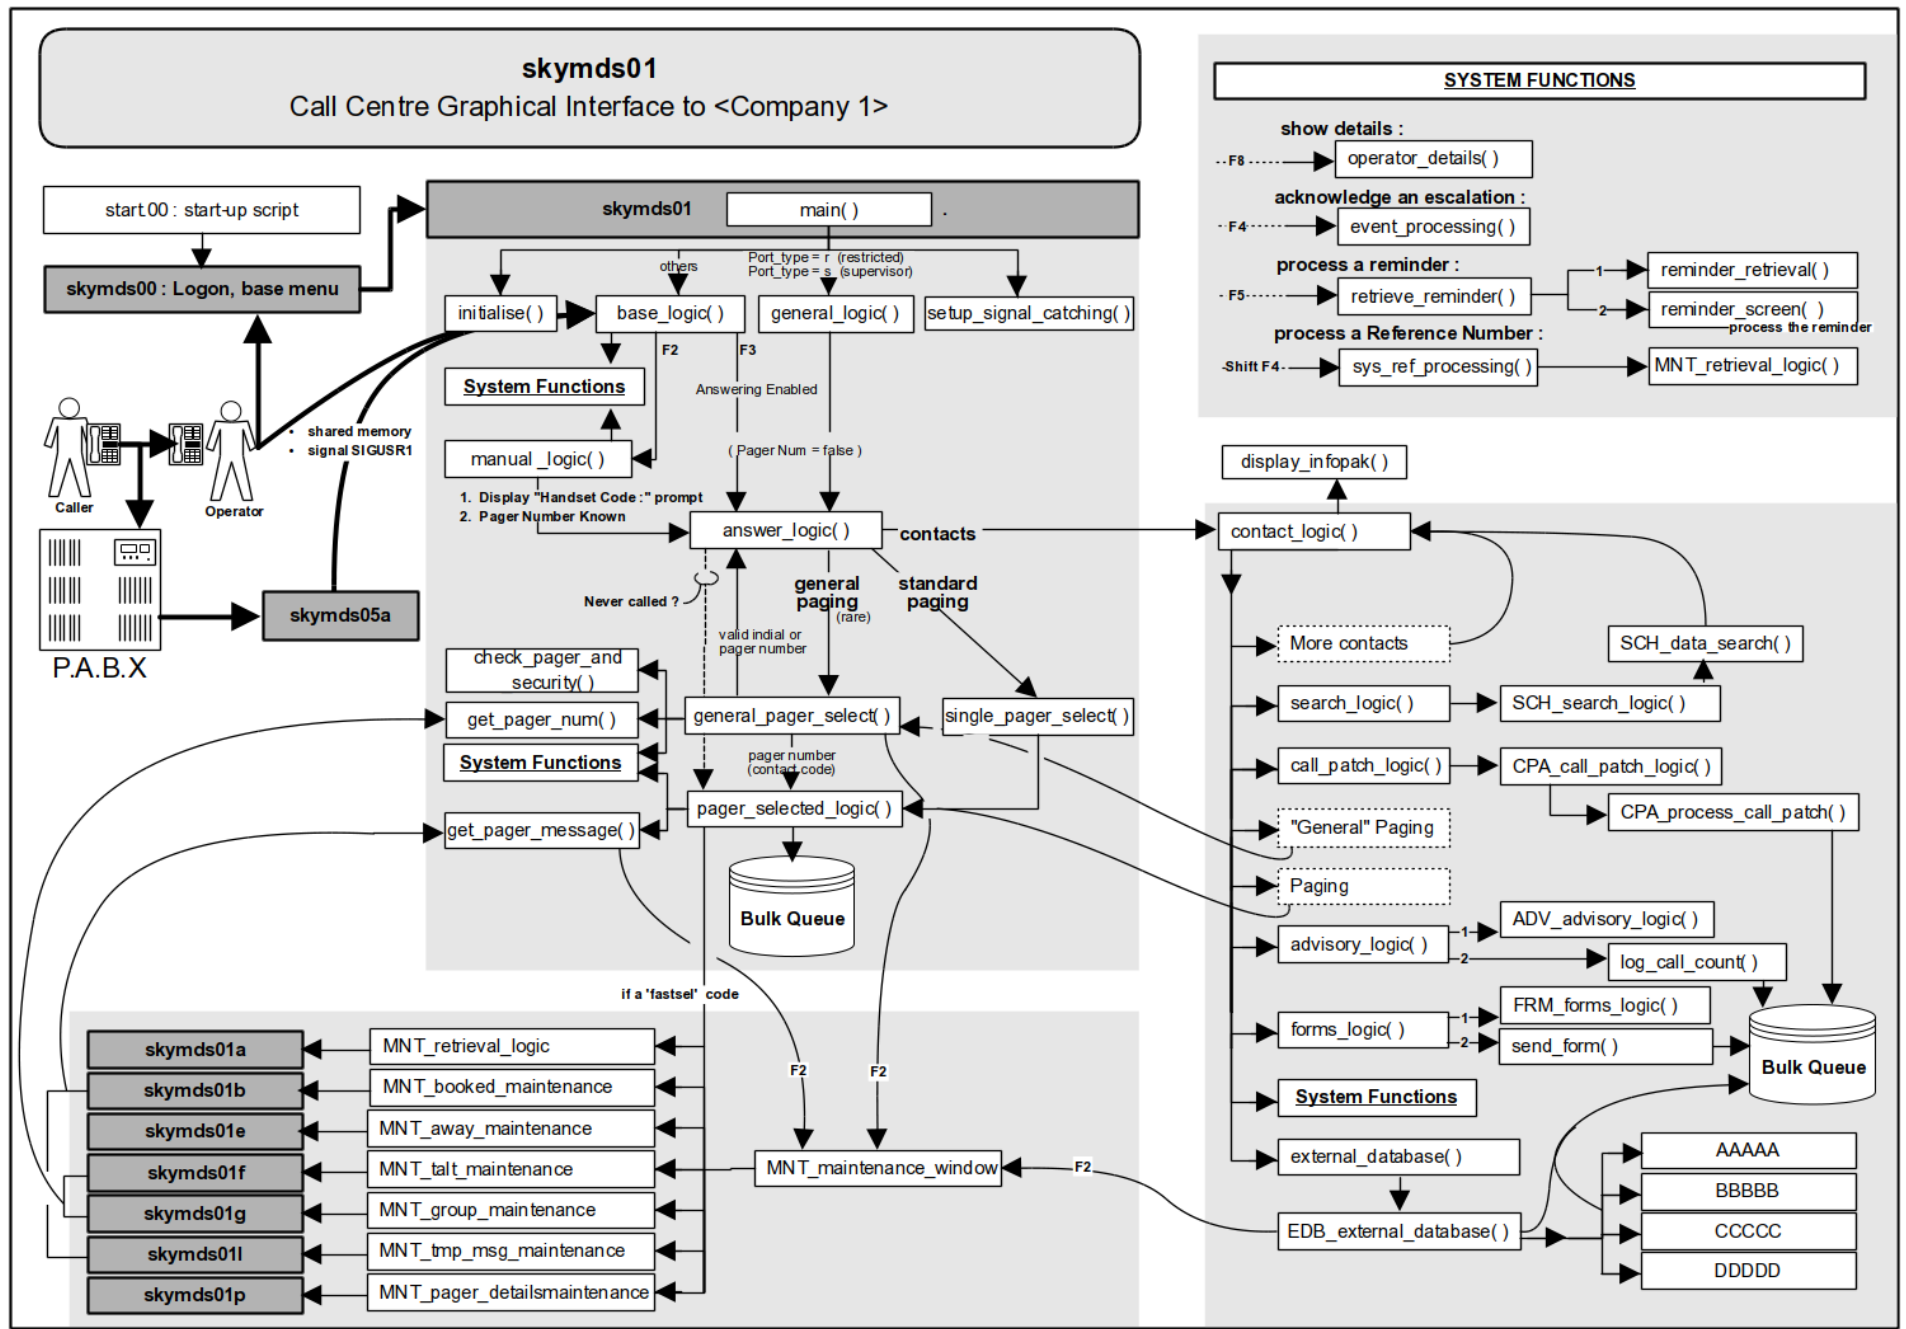 skymds01
Call Centre Graphical Interface to <Company 1>
start.00 : start-up script
skymds00 : Logon, base menu
skymds01
main( )
.
others
Port_type = r (restricted)
Port_type = s (supervisor)
initialise( )
base_logic( )
general_logic( )
setup_signal_catching( )
F2
F3
System Functions
Answering Enabled
• shared memory
• signal SIGUSR1
manual _logic( )
( Pager Num = false )
Caller
Operator
1. Display "Handset Code :" prompt
2. Pager Number Known
answer_logic( )
contacts
P.A.B.X
skymds05a
Never called ?
general
paging
(rare)
standard
paging
valid indial or
pager number
check_pager_and
_security( )
get_pager_num( )
general_pager_select( )
single_pager_select( )
System Functions
pager number
(contact code)
pager_selected_logic( )
get_pager_message( )
Bulk Queue
if a 'fastsel' code
skymds01a
MNT_retrieval_logic
skymds01b
MNT_booked_maintenance
skymds01e
MNT_away_maintenance
skymds01f
MNT_talt_maintenance
skymds01g
MNT_group_maintenance
skymds01l
MNT_tmp_msg_maintenance
skymds01p
MNT_pager_detailsmaintenance
F2
F2
MNT_maintenance_window
F2
SYSTEM FUNCTIONS
show details :
F8
operator_details( )
acknowledge an escalation :
F4
event_processing( )
process a reminder :
F5
retrieve_reminder( )
1
reminder_retrieval( )
2
reminder_screen( )
process the reminder
process a Reference Number :
Shift F4
sys_ref_processing( )
MNT_retrieval_logic( )
display_infopak( )
contact_logic( )
More contacts
SCH_data_search( )
search_logic( )
SCH_search_logic( )
call_patch_logic( )
CPA_call_patch_logic( )
CPA_process_call_patch( )
"General" Paging
Paging
advisory_logic( )
1
ADV_advisory_logic( )
2
log_call_count( )
forms_logic( )
1
FRM_forms_logic( )
2
send_form( )
Bulk Queue
System Functions
external_database( )
EDB_external_database( )
AAAAA
BBBBB
CCCCC
DDDDD